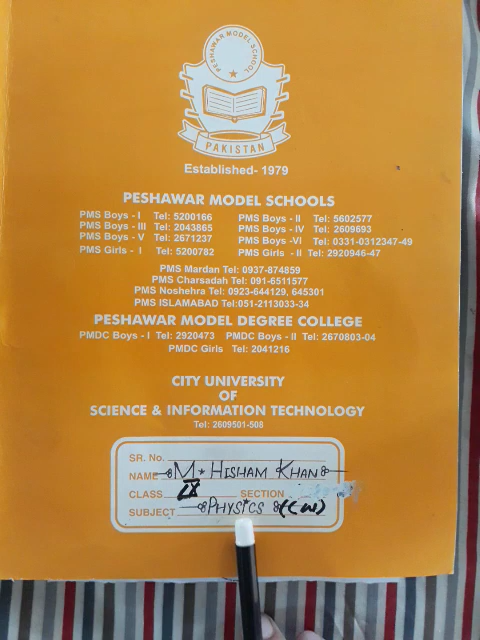 PESHAWAR MODEL SCHOOL
PAKISTAN
Established- 1979
PESHAWAR MODEL SCHOOLS
PMS Boys - I Tel: 5200166 PMS Boys - II Tel: 5602577
PMS Boys - III Tel: 2043865 PMS Boys - IV Tel: 2609693
PMS Boys - V Tel: 2671237 PMS Boys -VI Tel: 0331-0312347-49
PMS Girls - I Tel: 5200782 PMS Girls - II Tel: 2920946-47
PMS Mardan Tel: 0937-874859
PMS Charsadah Tel: 091-6511577
PMS Noshehra Tel: 0923-644129, 645301
PMS ISLAMABAD Tel:051-2113033-34
PESHAWAR MODEL DEGREE COLLEGE
PMDC Boys - I Tel: 2920473 PMDC Boys - II Tel: 2670803-04
PMDC Girls Tel: 2041216
CITY UNIVERSITY
OF
SCIENCE & INFORMATION TECHNOLOGY
Tel: 2609501-508
SR. No.
NAME M * HISHAM KHAN
CLASS IX SECTION
SUBJECT PHYSICS (CW)